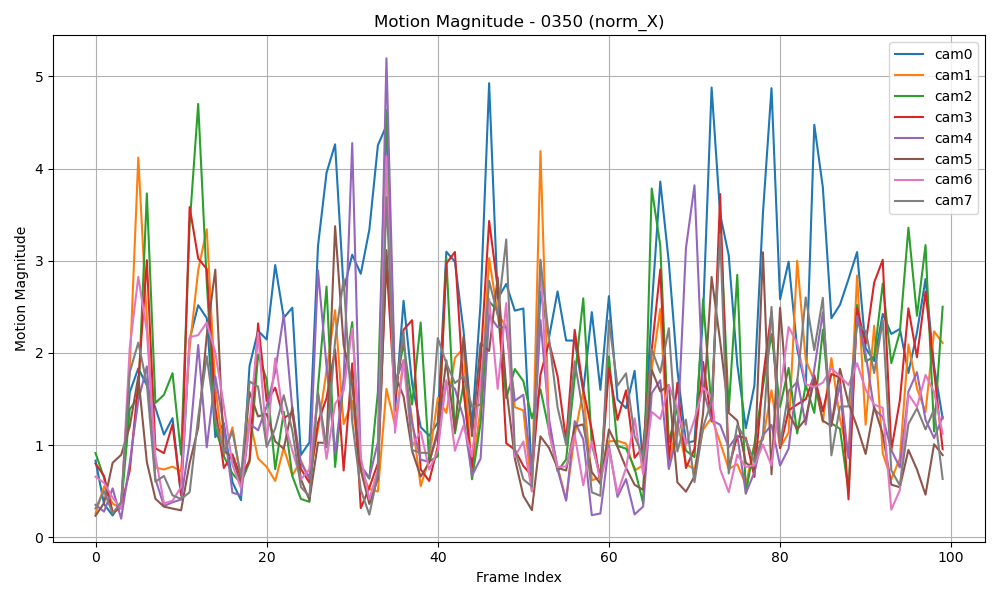 Motion Magnitude - 0350 (norm_X)
Motion Magnitude
5
4
3
2
1
0
0
20
40
60
80
100
Frame Index
cam0
cam1
cam2
cam3
cam4
cam5
cam6
cam7